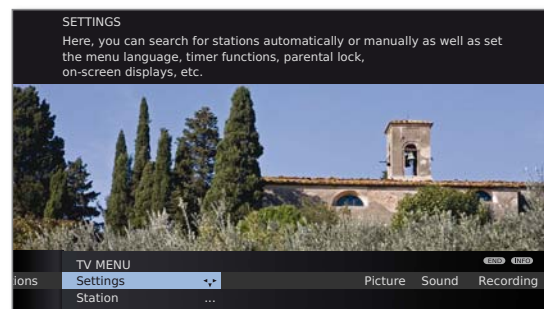 SETTINGS
Here, you can search for stations automatically or manually as well as set
the menu language, timer functions, parental lock,
on-screen displays, etc.
TV MENU
END INFO
ions Settings Picture Sound Recording
Station ...